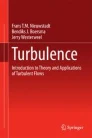 Frans T.M. Nieuwstadt
Bendiks J. Boersma
Jerry Westerweel
Turbulence
Introduction to Theory and Applications
of Turbulent Flows
Springer